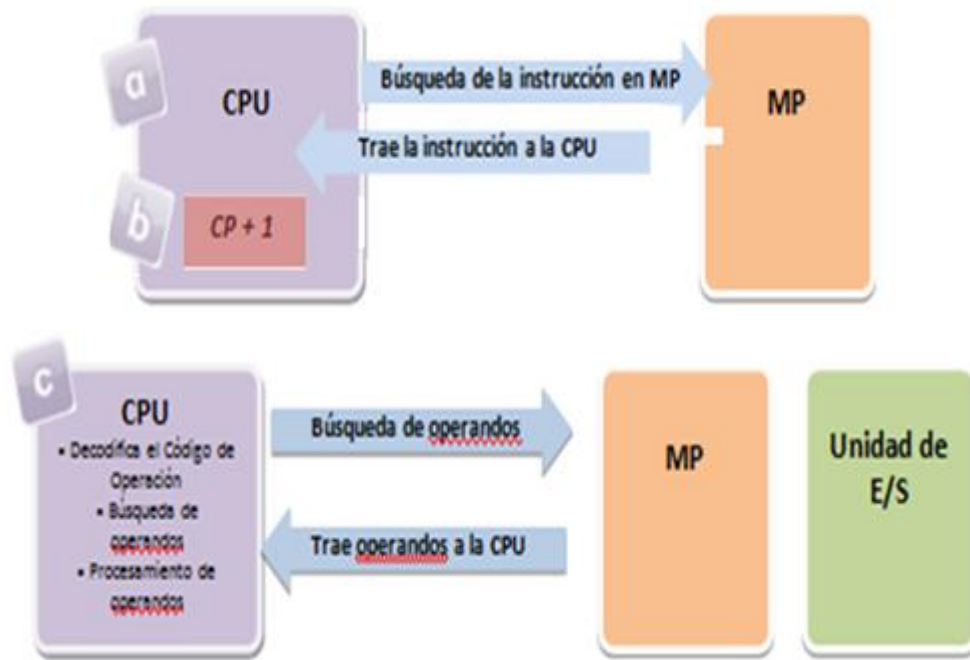 a
CPU
Búsqueda de la instrucción en MP
MP
Trae la instrucción a la CPU
b
CP + 1
c
CPU
• Decodifica el Código de
Operación
• Búsqueda de
operandos
• Procesamiento de
operandos
Búsqueda de operandos
Trae operandos a la CPU
MP
Unidad de
E/S